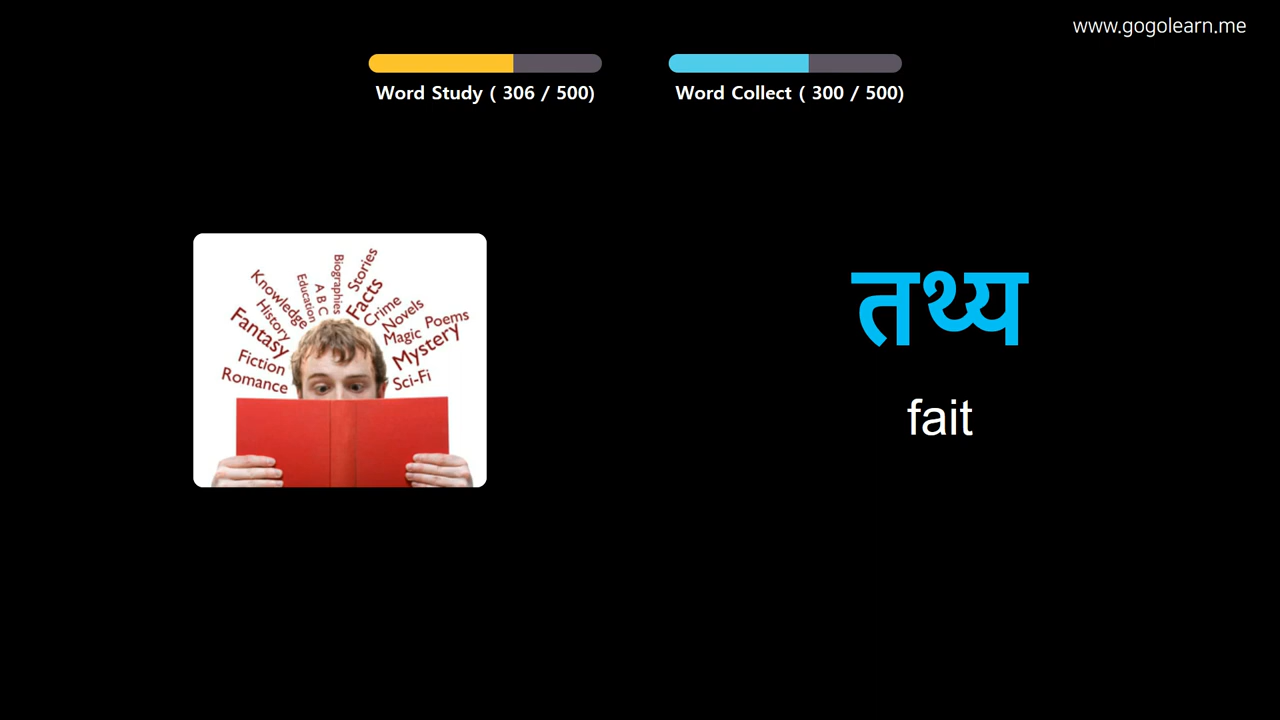 www.gogolearn.me
Word Study ( 306 / 500)
Word Collect ( 300 / 500)
Knowledge
History
Fantasy
Fiction
Romance
Education
A B C
Biographies
Stories
Facts
Crime
Novels
Magic
Poems
Mystery
Sci-Fi
तथ्य
fait